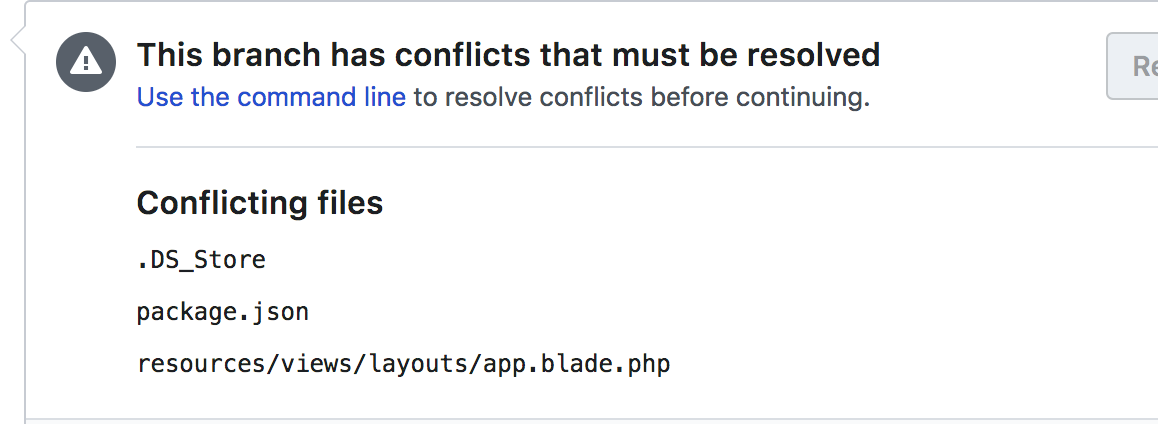 This branch has conflicts that must be resolved
Use the command line to resolve conflicts before continuing.
Re
Conflicting files
.DS_Store
package.json
resources/views/layouts/app.blade.php